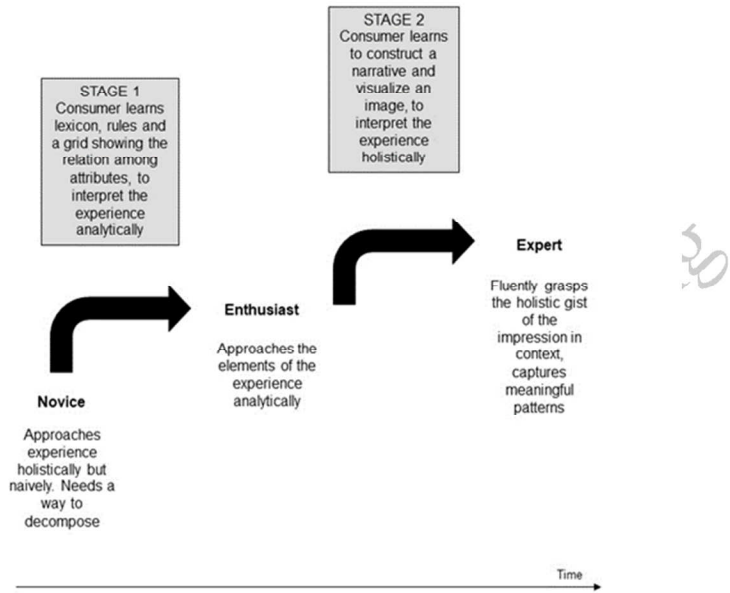 STAGE 1
Consumer learns
lexicon, rules and
a grid showing the
relation among
attributes, to
interpret the
experience
analytically
STAGE 2
Consumer learns
to construct a
narrative and
visualize an
image, to
interpret the
experience
holistically
Novice
Approaches
experience
holistically but
naively. Needs a
way to
decompose
Enthusiast
Approaches the
elements of the
experience
analytically
Expert
Fluently grasps
the holistic gist
of the
impression in
context,
captures
meaningful
patterns
Time